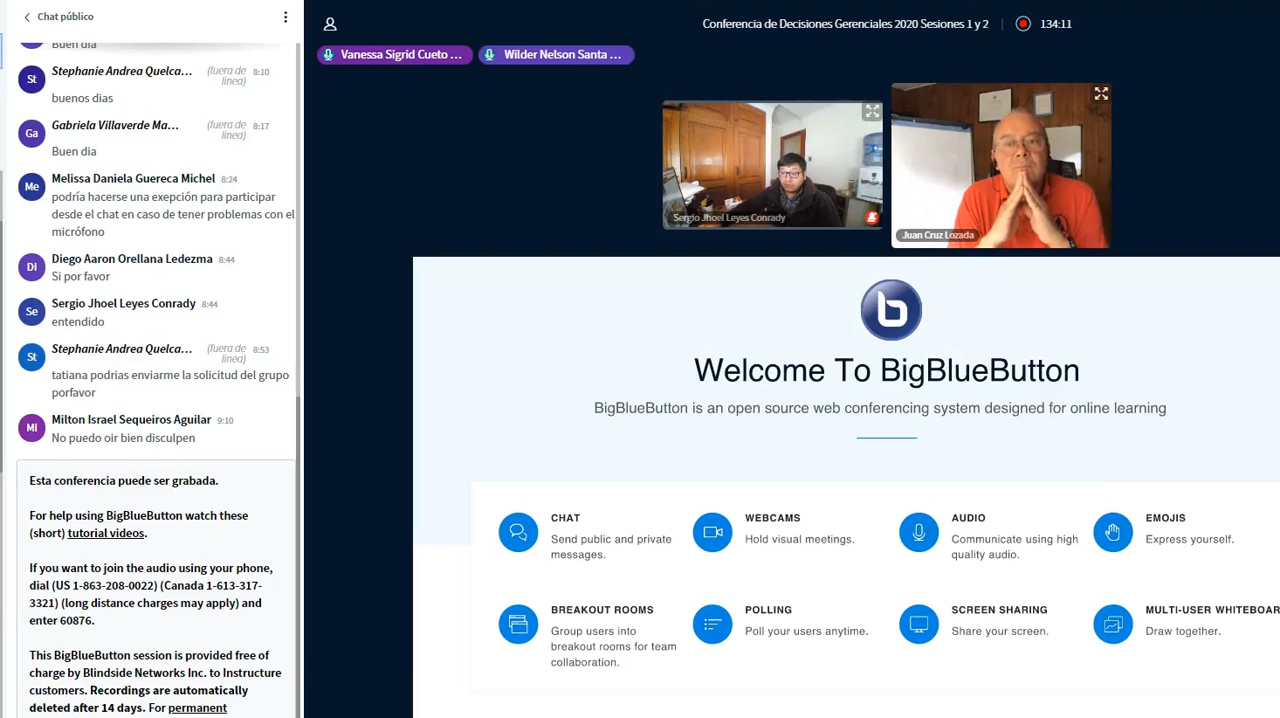 Chat público
Buen dia
St
Stephanie Andrea Quelca... (fuera de línea) 8:10
buenos dias
Ga
Gabriela Villaverde Ma... (fuera de línea) 8:17
Buen dia
Me
Melissa Daniela Guereca Michel 8:24
podría hacerse una exepción para participar
desde el chat en caso de tener problemas con el
micrófono
Di
Diego Aaron Orellana Ledezma 8:44
Si por favor
Se
Sergio Jhoel Leyes Conrady 8:44
entendido
St
Stephanie Andrea Quelca... (fuera de línea) 8:53
tatiana podrias enviarme la solicitud del grupo
porfavor
MI
Milton Israel Sequeiros Aguilar 9:10
No puedo oir bien disculpen
Esta conferencia puede ser grabada.
For help using BigBlueButton watch these
(short) tutorial videos.
If you want to join the audio using your phone,
dial (US 1-863-208-0022) (Canada 1-613-317-
3321) (long distance charges may apply) and
enter 60876.
This BigBlueButton session is provided free of
charge by Blindside Networks Inc. to Instructure
customers. Recordings are automatically
deleted after 14 days. For permanent
Conferencia de Decisiones Gerenciales 2020 Sesiones 1 y 2
134:11
Vanessa Sigrid Cueto ...
Wilder Nelson Santa ...
Sergio Jhoel Leyes Conrady
Juan Cruz Lozada
Welcome To BigBlueButton
BigBlueButton is an open source web conferencing system designed for online learning
CHAT
Send public and private
messages.
WEBCAMS
Hold visual meetings.
AUDIO
Communicate using high
quality audio.
EMOJIS
Express yourself.
BREAKOUT ROOMS
Group users into
breakout rooms for team
collaboration.
POLLING
Poll your users anytime.
SCREEN SHARING
Share your screen.
MULTI-USER WHITEBOAR
Draw together.